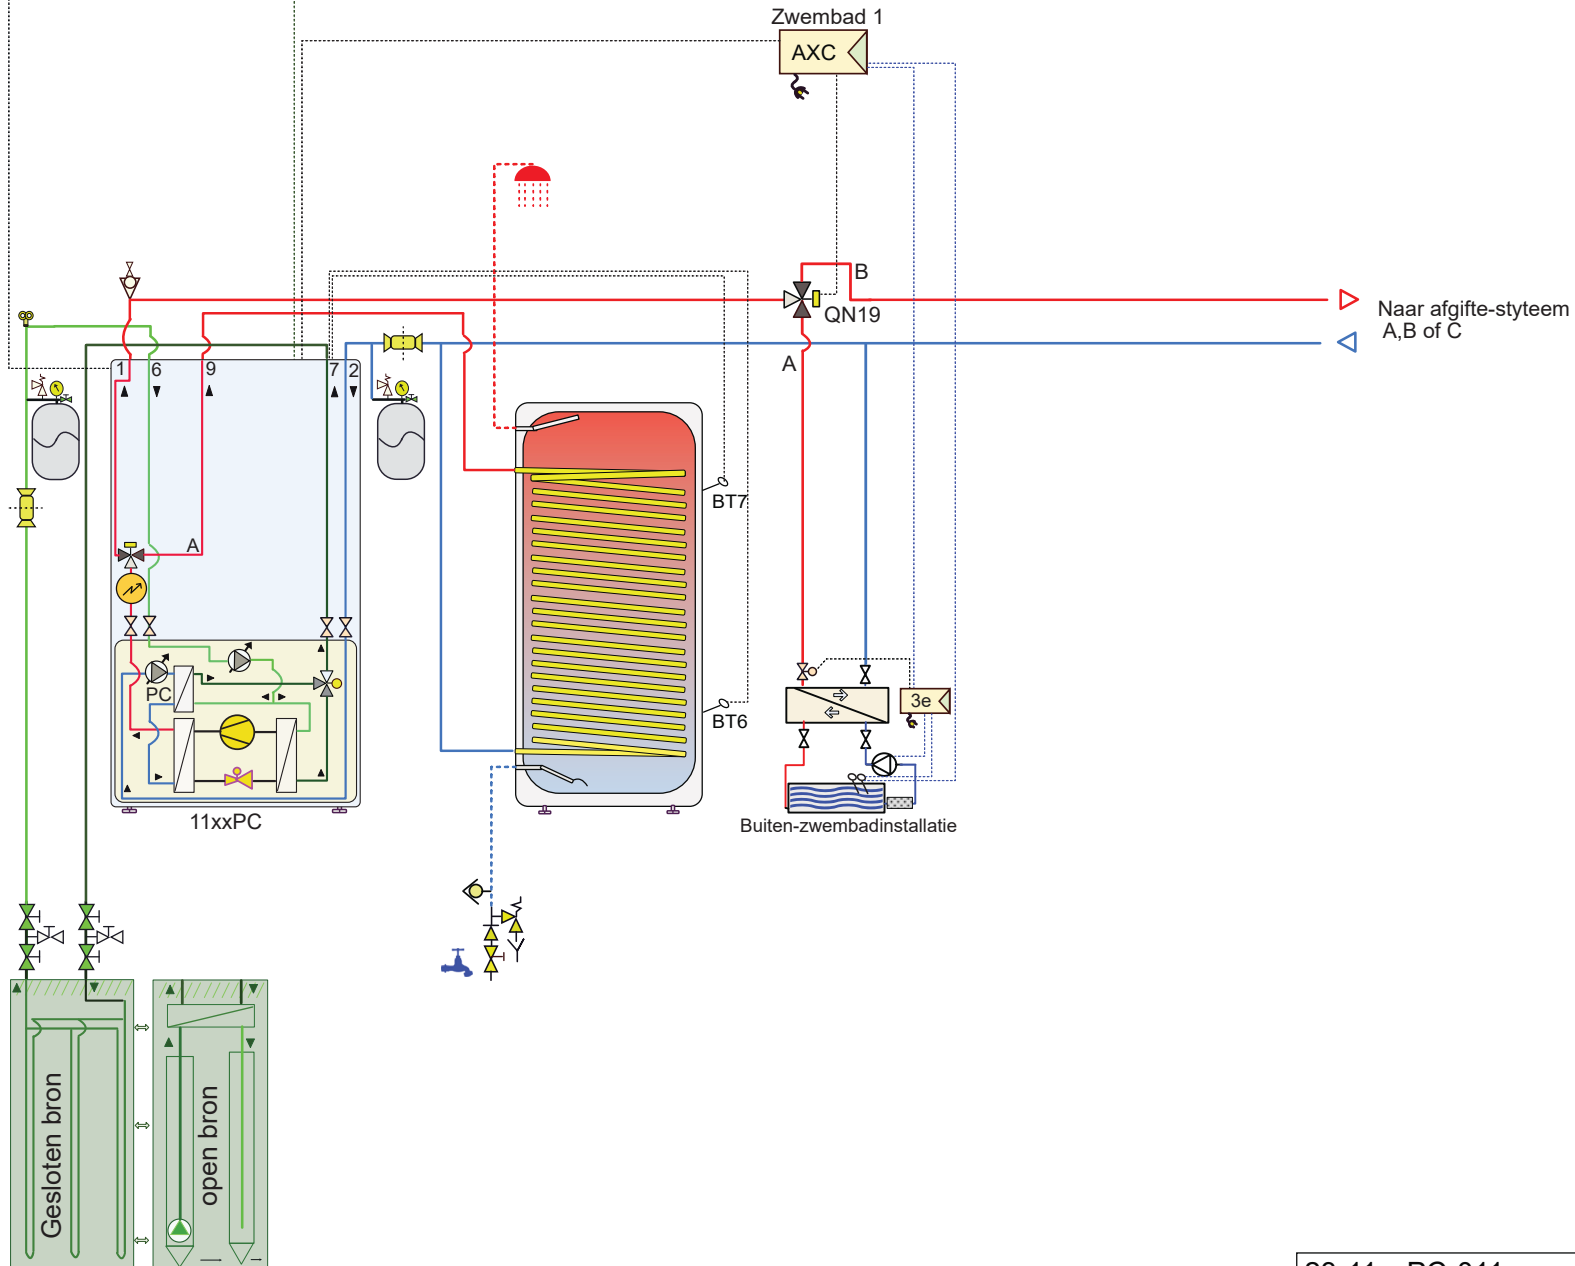 Zwembad 1
AXC
B
QN19
Naar afgifte-styteem
A,B of C
A
1
6
9
7
2
BT7
A
PC
BT6
3e
11xxPC
Buiten-zwembadinstallatie
Gesloten bron
open bron